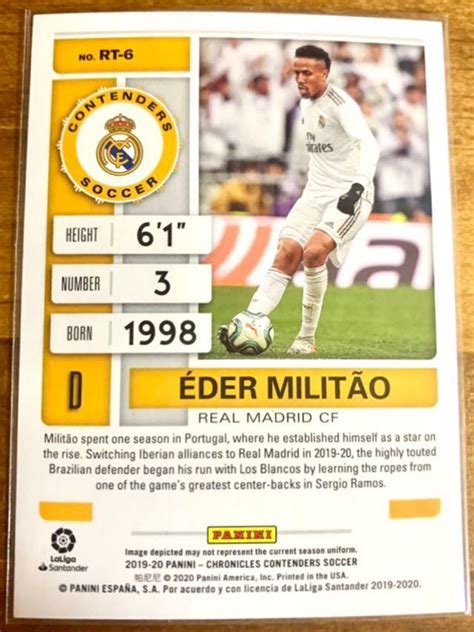 NO. RT-6
CONTENDERS
SOCCER
HEIGHT 6'1"
NUMBER 3
BORN 1998
D ÉDER MILITÃO
REAL MADRID CF
Militão spent one season in Portugal, where he established himself as a star on
the rise. Switching Iberian alliances to Real Madrid in 2019-20, the highly touted
Brazilian defender began his run with Los Blancos by learning the ropes from
one of the game's greatest center-backs in Sergio Ramos.
PANINI
LaLiga
Santander
Image depicted may not represent the current season uniform.
2019-20 PANINI – CHRONICLES CONTENDERS SOCCER
帕尼尼 © 2020 Panini America, Inc. Printed in the USA.
© PANINI ESPAÑA, S.A. Por acuerdo y con licencia de LaLiga Santander 2019-2020.